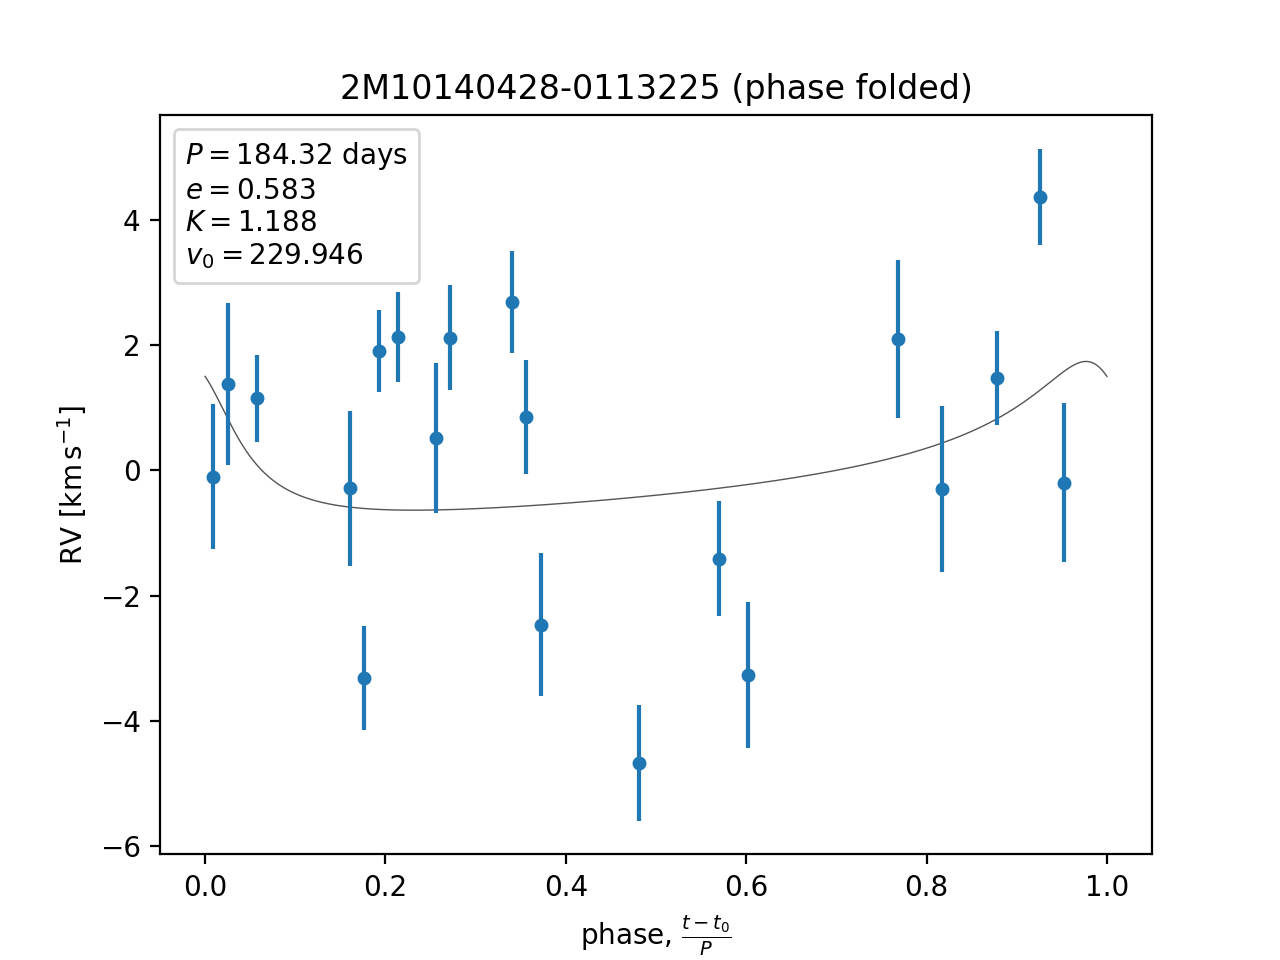 2M10140428-0113225 (phase folded)
P = 184.32 days
e = 0.583
K = 1.188
v₀ = 229.946
RV [km s⁻¹]
4
2
0
−2
−4
−6
0.0 0.2 0.4 0.6 0.8 1.0
phase, (t − t₀)/P